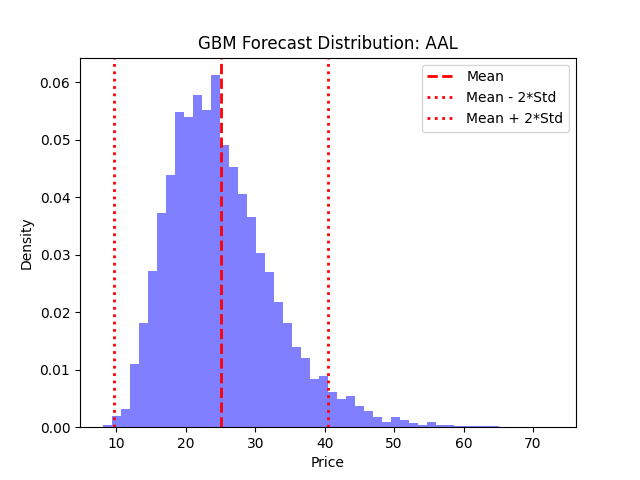 GBM Forecast Distribution: AAL
Mean
Mean - 2*Std
Mean + 2*Std
0.06
0.05
0.04
0.03
0.02
0.01
0.00
Density
10 20 30 40 50 60 70
Price